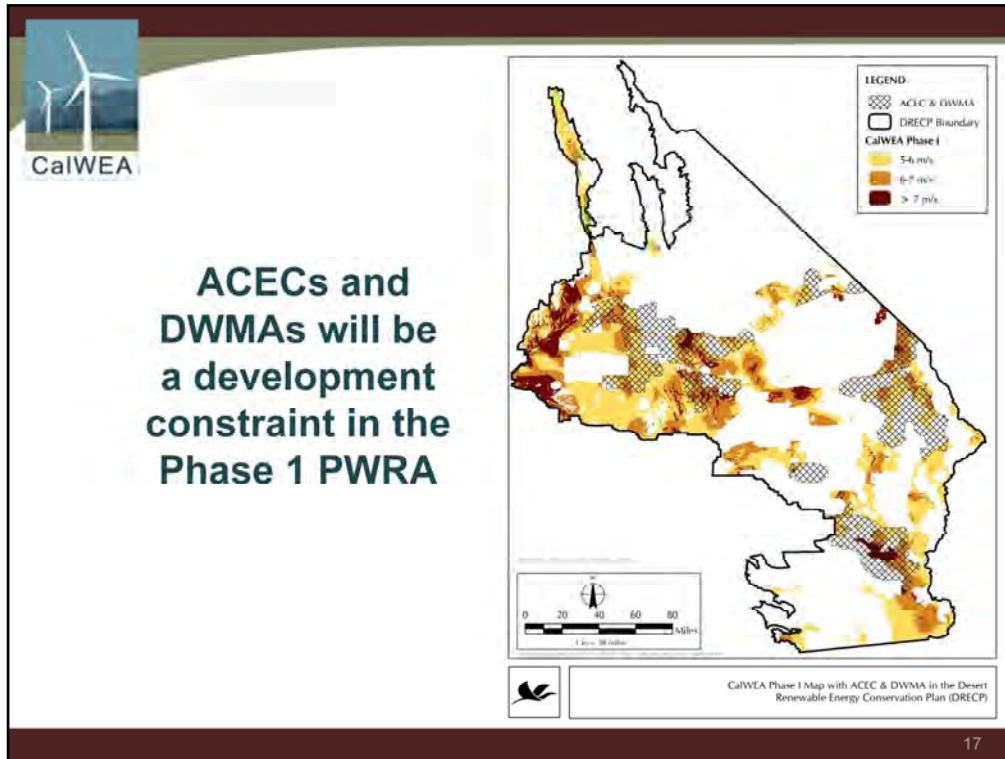 CalWEA
ACECs and
DWMAs will be
a development
constraint in the
Phase 1 PWRA
LEGEND
ACEC & DWMA
DRECP Boundary
CalWEA Phase I
5-6 m/s
6-7 m/s
> 7 m/s
0 20 40 60 80
Miles
CalWEA Phase I Map with ACEC & DWMA in the Desert
Renewable Energy Conservation Plan (DRECP)
17